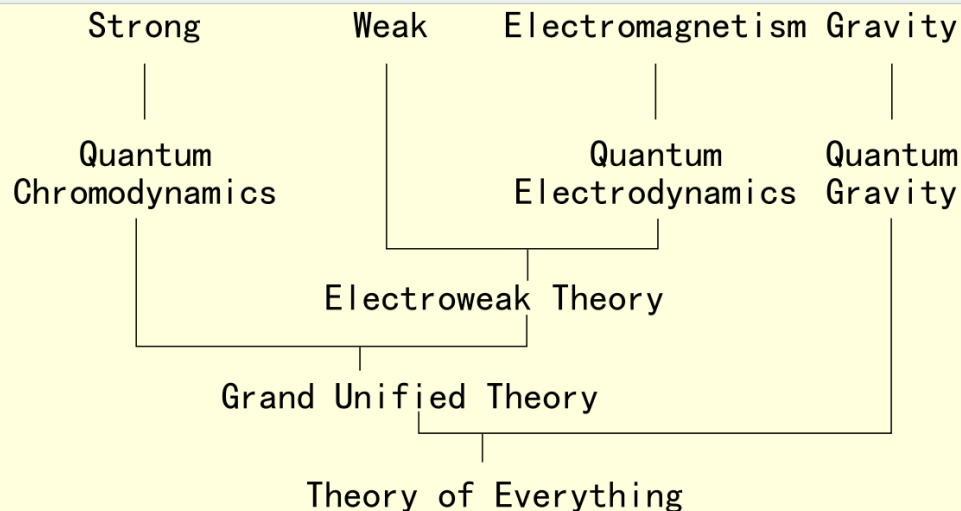 Strong Weak Electromagnetism Gravity
Quantum Quantum Quantum
Chromodynamics Electrodynamics Gravity
Electroweak Theory
Grand Unified Theory
Theory of Everything